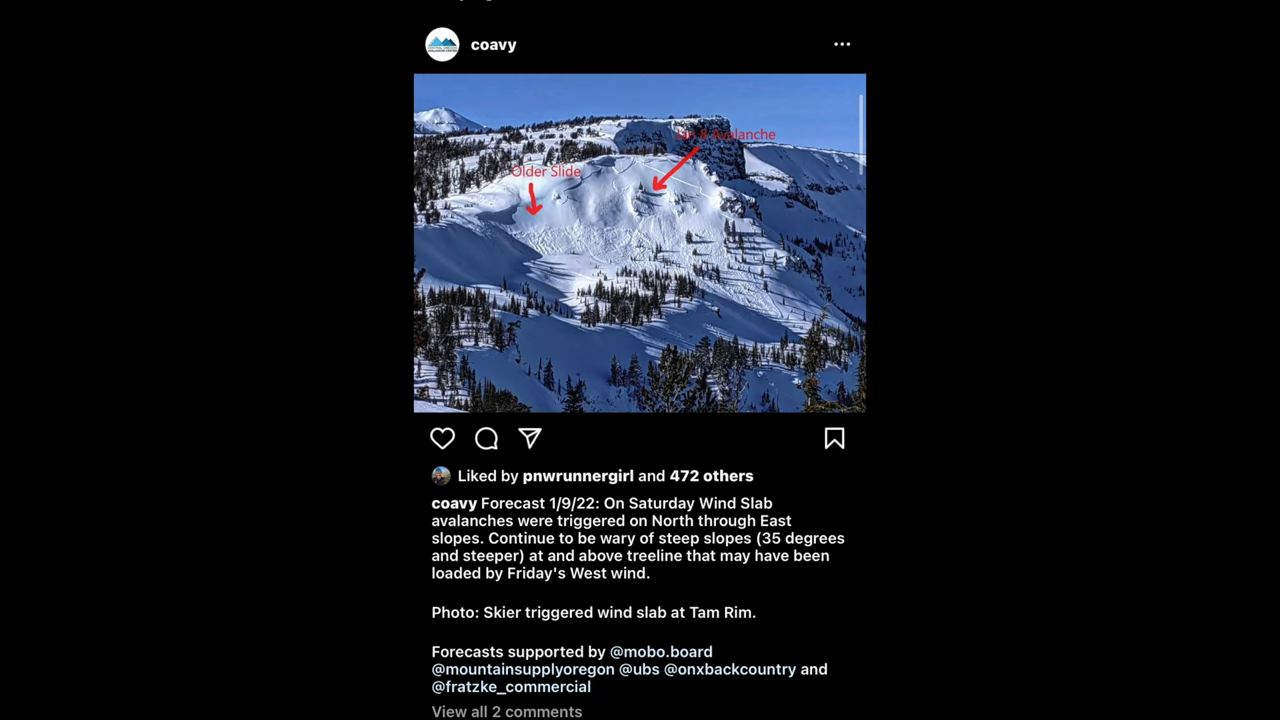 coavy
Avalanche
Older Slide
Liked by pnwrunnergirl and 472 others
coavy Forecast 1/9/22: On Saturday Wind Slab
avalanches were triggered on North through East
slopes. Continue to be wary of steep slopes (35 degrees
and steeper) at and above treeline that may have been
loaded by Friday's West wind.
Photo: Skier triggered wind slab at Tam Rim.
Forecasts supported by @mobo.board
@mountainsupplyoregon @ubs @onxbackcountry and
@fratzke_commercial
View all 2 comments